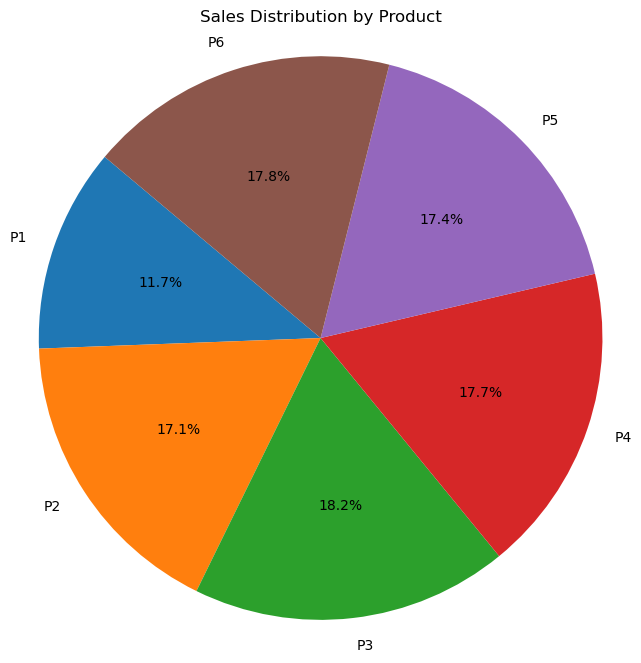 Sales Distribution by Product
P6
P5
17.8%
17.4%
P1
11.7%
17.7%
17.1%
P4
P2
18.2%
P3